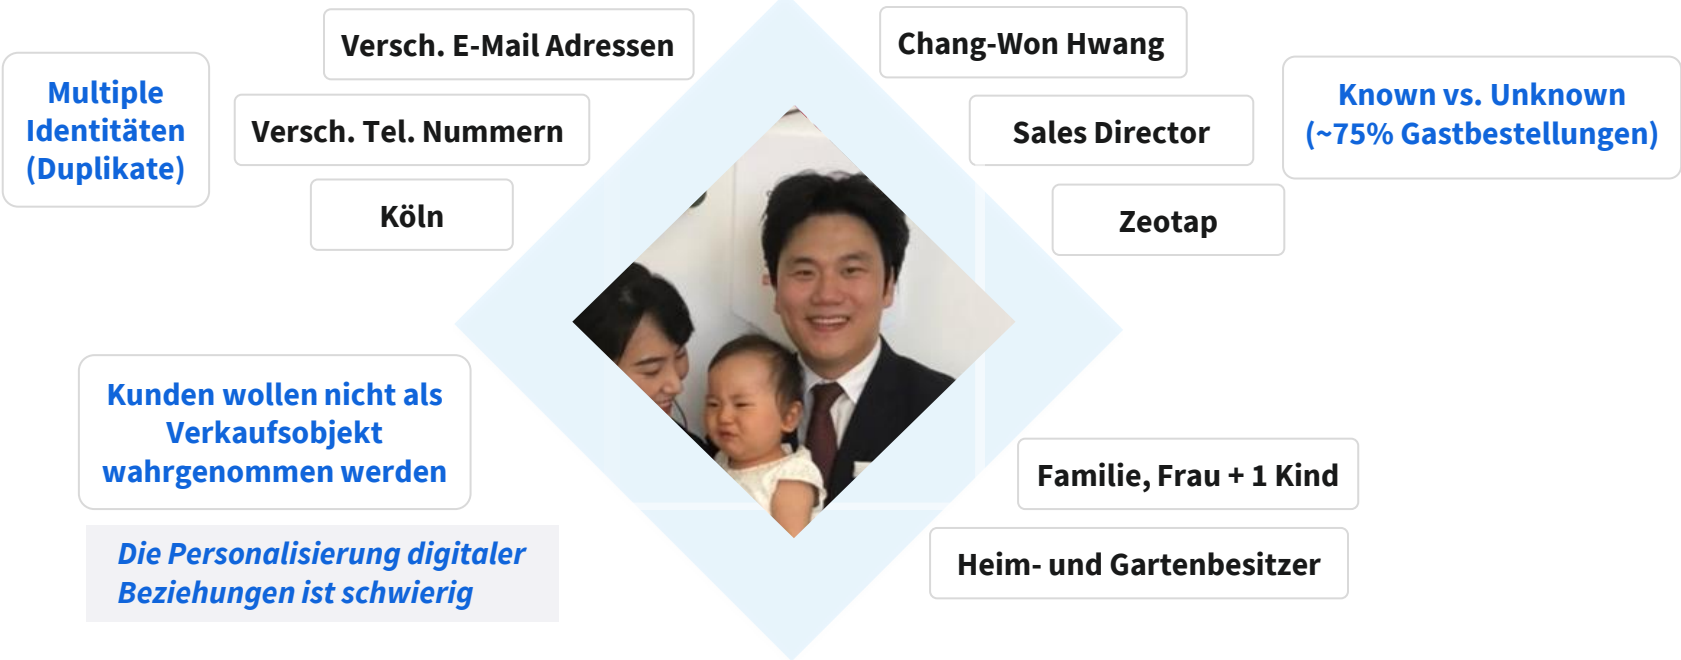 Versch. E-Mail Adressen
Chang-Won Hwang
Multiple
Identitäten
(Duplikate)
Versch. Tel. Nummern
Sales Director
Known vs. Unknown
(~75% Gastbestellungen)
Köln
Zeotap
Kunden wollen nicht als
Verkaufsobjekt
wahrgenommen werden
Familie, Frau + 1 Kind
Die Personalisierung digitaler
Beziehungen ist schwierig
Heim- und Gartenbesitzer